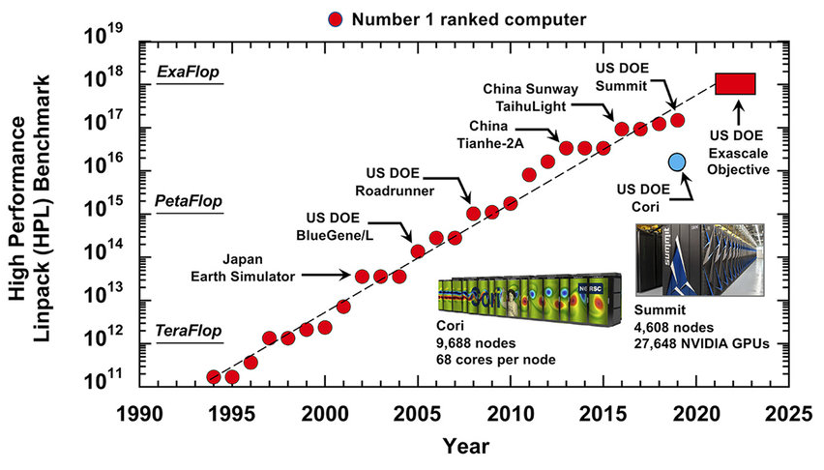 Number 1 ranked computer
High Performance
Linpack (HPL) Benchmark
10^19
10^18
10^17
10^16
10^15
10^14
10^13
10^12
10^11
ExaFlop
PetaFlop
TeraFlop
US DOE
Summit
China Sunway
TaihuLight
China
Tianhe-2A
US DOE
Exascale
Objective
US DOE
Roadrunner
US DOE
Cori
US DOE
BlueGene/L
Japan
Earth Simulator
Cori
NERSC
summit
Cori
9,688 nodes
68 cores per node
Summit
4,608 nodes
27,648 NVIDIA GPUs
1990
1995
2000
2005
2010
2015
2020
2025
Year